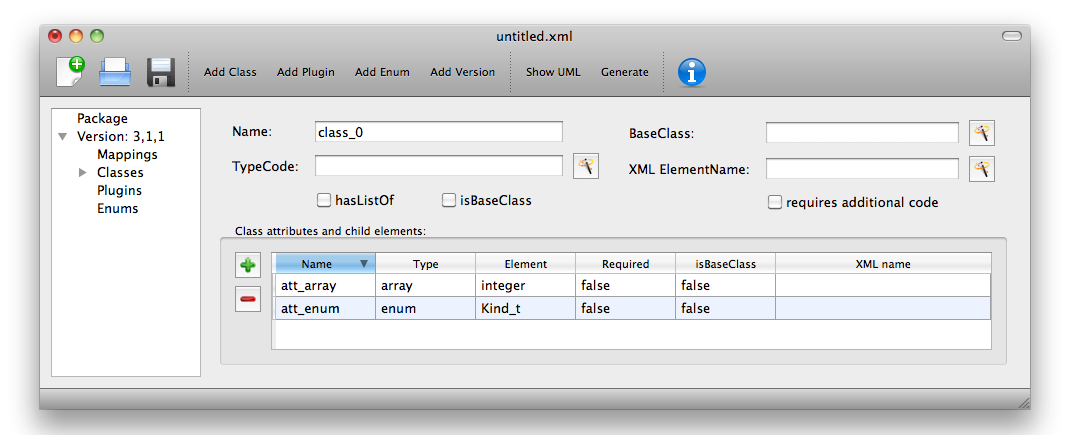 untitled.xml
Add Class Add Plugin Add Enum Add Version Show UML Generate
Package
Version: 3,1,1
Mappings
Classes
Plugins
Enums
Name: class_0 BaseClass:
TypeCode: XML ElementName:
hasListOf isBaseClass requires additional code
Class attributes and child elements:
Name Type Element Required isBaseClass XML name
att_array array integer false false
att_enum enum Kind_t false false